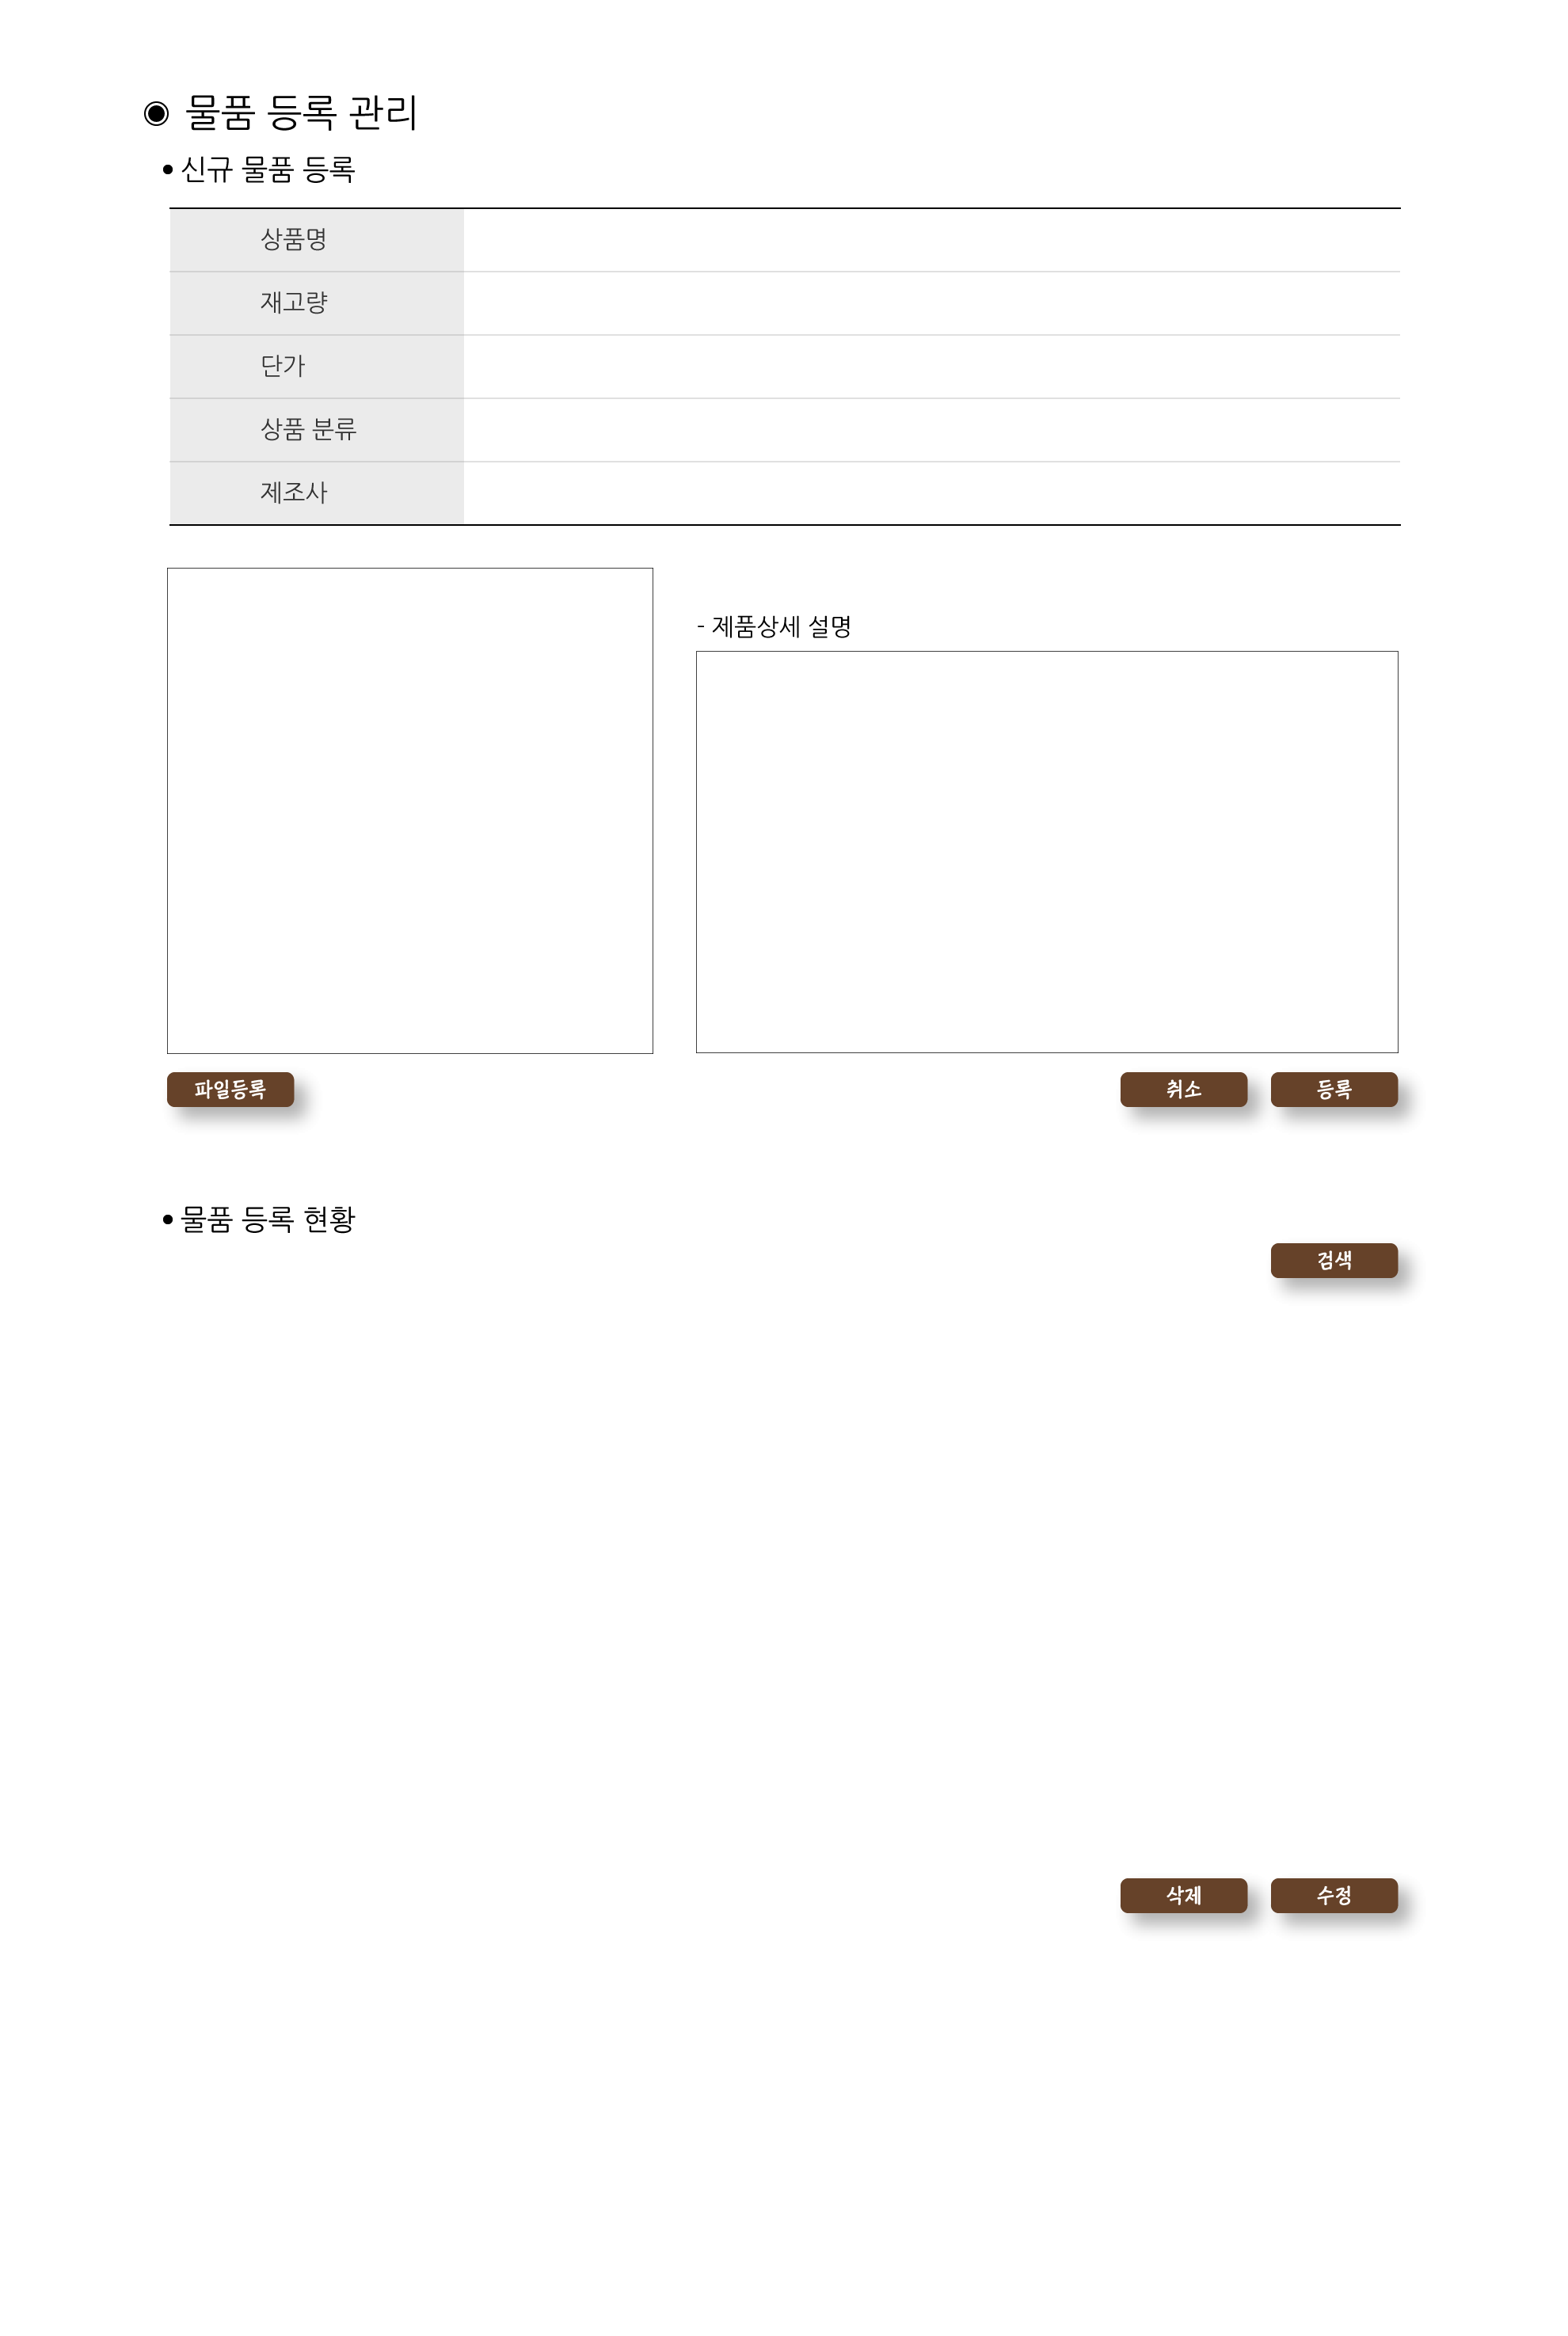 ◉ 물품 등록 관리
• 신규 물품 등록
상품명
재고량
단가
상품 분류
제조사
- 제품상세 설명
파일등록 취소 등록
• 물품 등록 현황
검색
삭제 수정